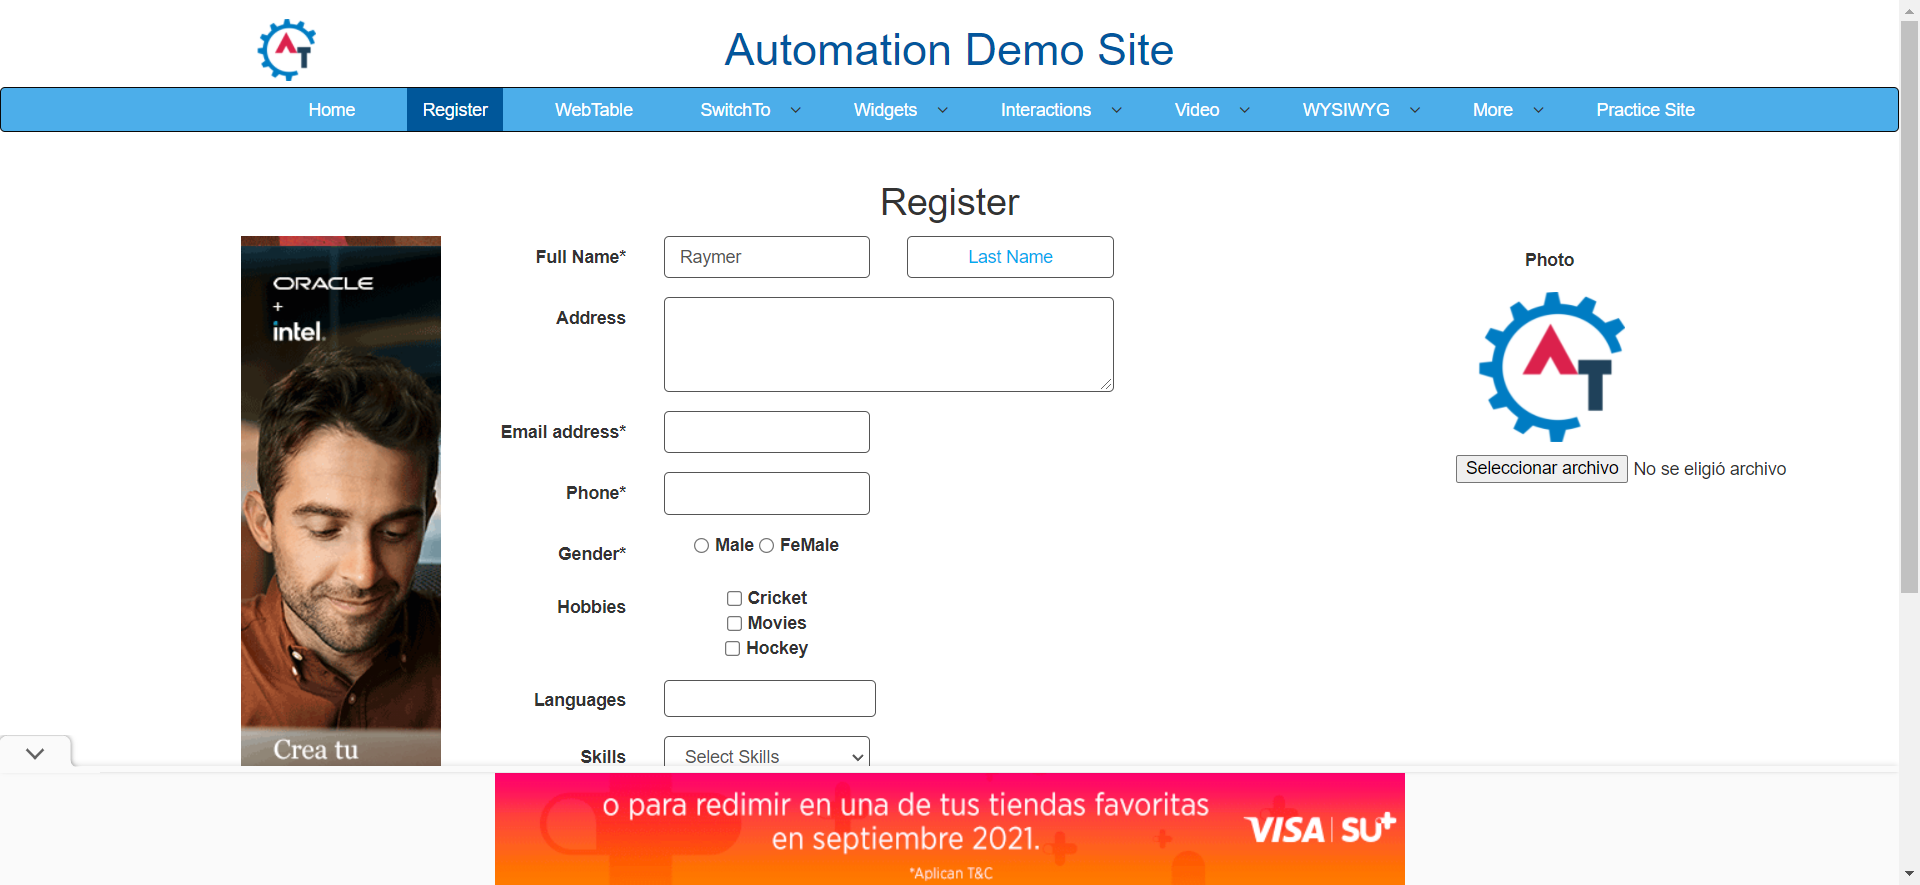 AT
Automation Demo Site
Home Register WebTable SwitchTo Widgets Interactions Video WYSIWYG More Practice Site
Register
ORACLE
+
intel.
Crea tu
Full Name* Raymer Last Name
Address
Email address*
Phone*
Gender* Male FeMale
Hobbies Cricket
Movies
Hockey
Languages
Skills Select Skills
Photo
AT
Seleccionar archivo No se eligió archivo
o para redimir en una de tus tiendas favoritas
en septiembre 2021.
*Aplican T&C
VISA | SU+